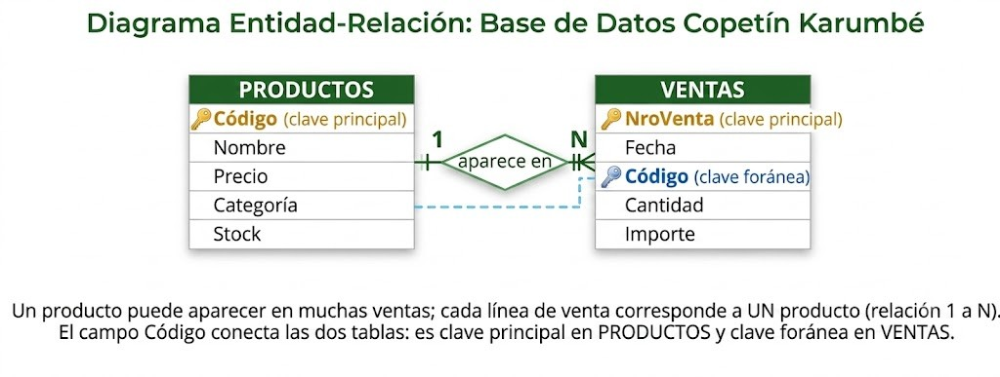 Diagrama Entidad-Relación: Base de Datos Copetín Karumbé
PRODUCTOS
Código (clave principal)
Nombre
Precio
Categoría
Stock
1
aparece en
N
VENTAS
NroVenta (clave principal)
Fecha
Código (clave foránea)
Cantidad
Importe
Un producto puede aparecer en muchas ventas; cada línea de venta corresponde a UN producto (relación 1 a N).
El campo Código conecta las dos tablas: es clave principal en PRODUCTOS y clave foránea en VENTAS.